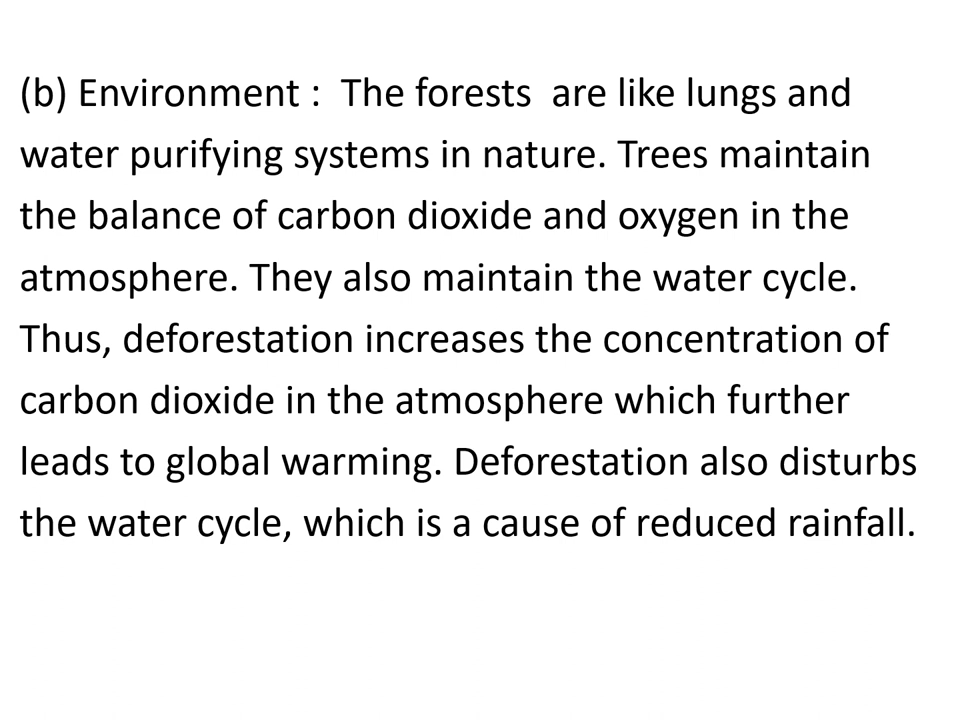 (b) Environment :  The forests  are like lungs and
water purifying systems in nature. Trees maintain
the balance of carbon dioxide and oxygen in the
atmosphere. They also maintain the water cycle.
Thus, deforestation increases the concentration of
carbon dioxide in the atmosphere which further
leads to global warming. Deforestation also disturbs
the water cycle, which is a cause of reduced rainfall.